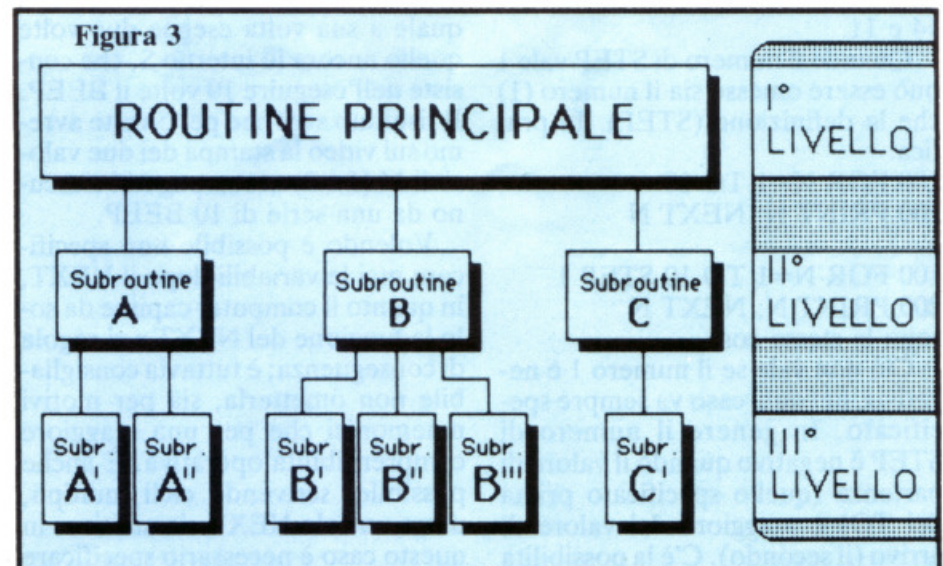 Figura 3
ROUTINE PRINCIPALE
I° LIVELLO
Subroutine A
Subroutine B
Subroutine C
II° LIVELLO
Subr. A'
Subr. A''
Subr. B'
Subr. B''
Subr. B'''
Subr. C'
III° LIVELLO